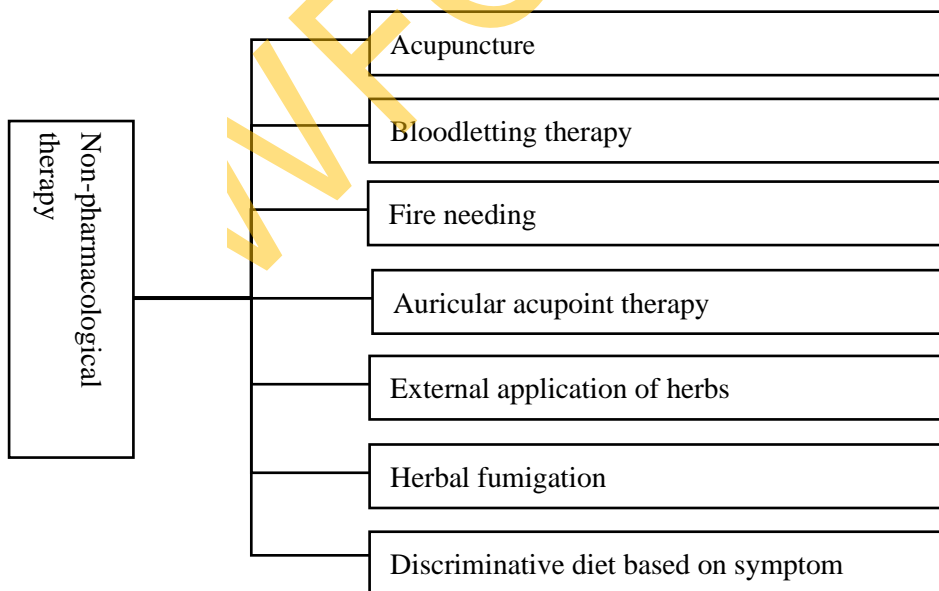 Non-pharmacological
therapy
Acupuncture
Bloodletting therapy
Fire needing
Auricular acupoint therapy
External application of herbs
Herbal fumigation
Discriminative diet based on symptom